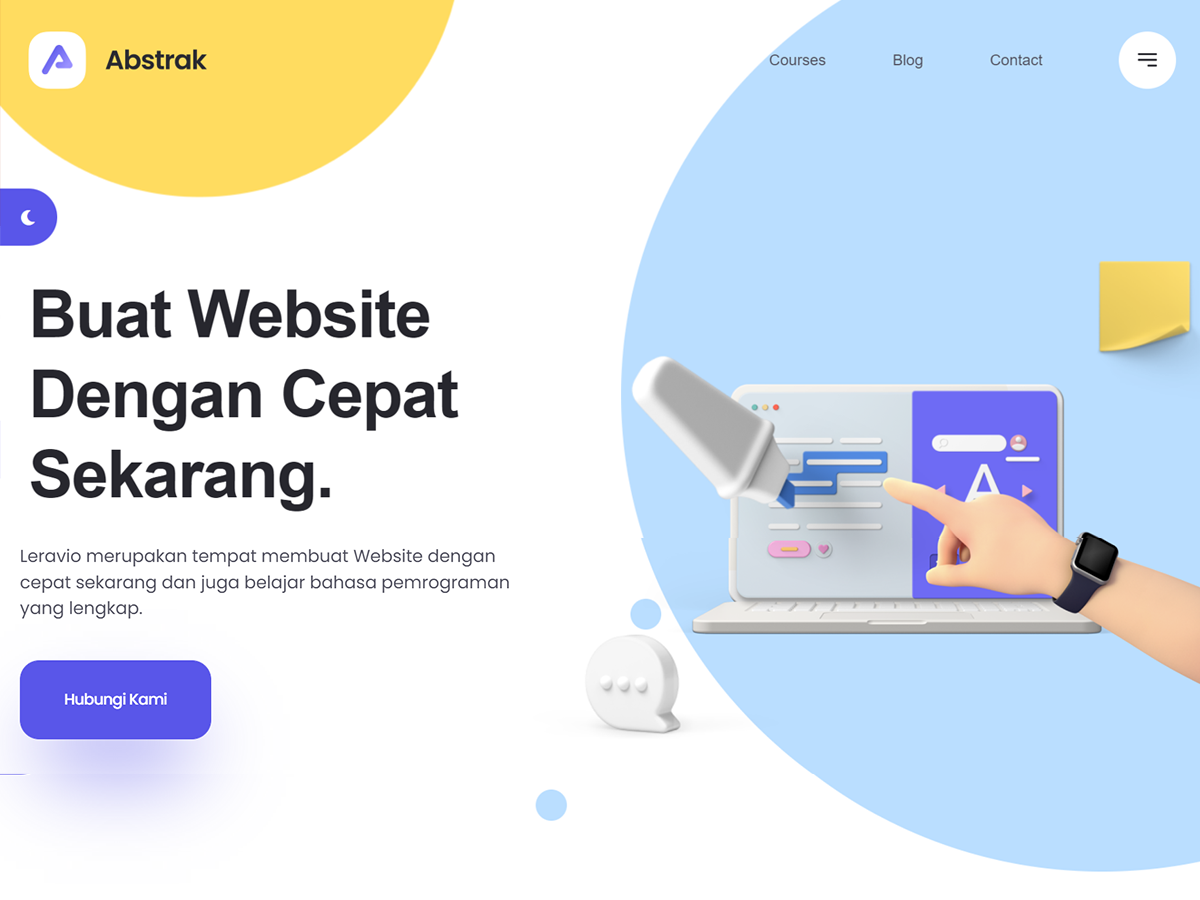 Abstrak
Courses
Blog
Contact
Buat Website
Dengan Cepat
Sekarang.
Leravio merupakan tempat membuat Website dengan
cepat sekarang dan juga belajar bahasa pemrograman
yang lengkap.
Hubungi Kami
A